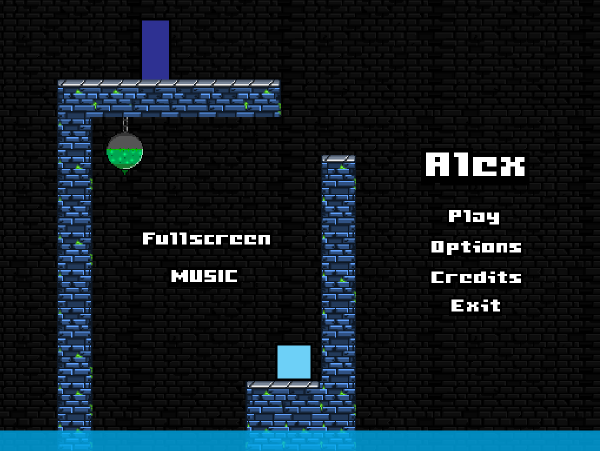 Alex
Play
Options
Credits
Exit
Fullscreen
MUSIC